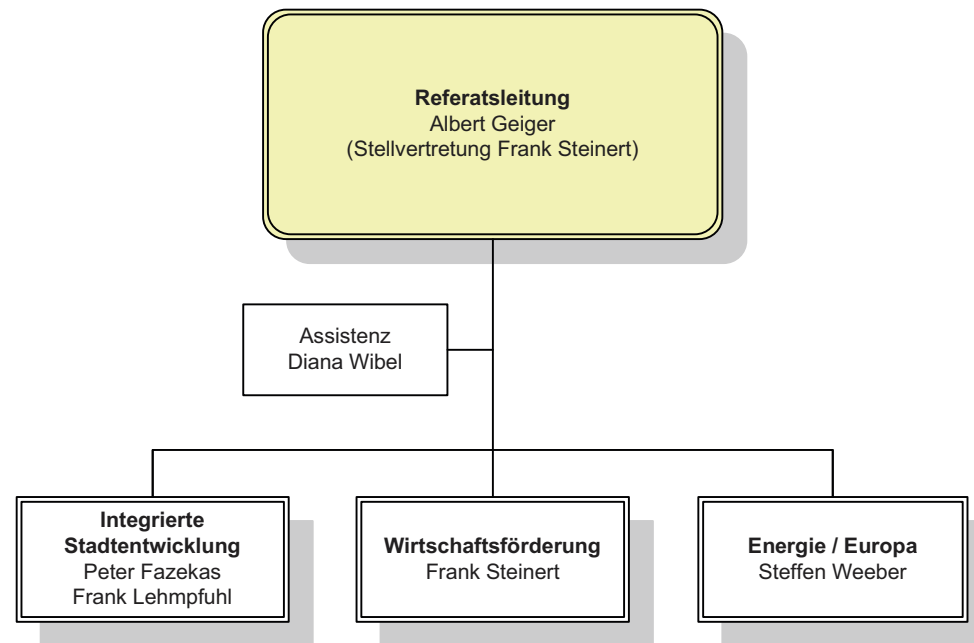 Referatsleitung
Albert Geiger
(Stellvertretung Frank Steinert)
Assistenz
Diana Wibel
Integrierte
Stadtentwicklung
Peter Fazekas
Frank Lehmpfuhl
Wirtschaftsförderung
Frank Steinert
Energie / Europa
Steffen Weeber